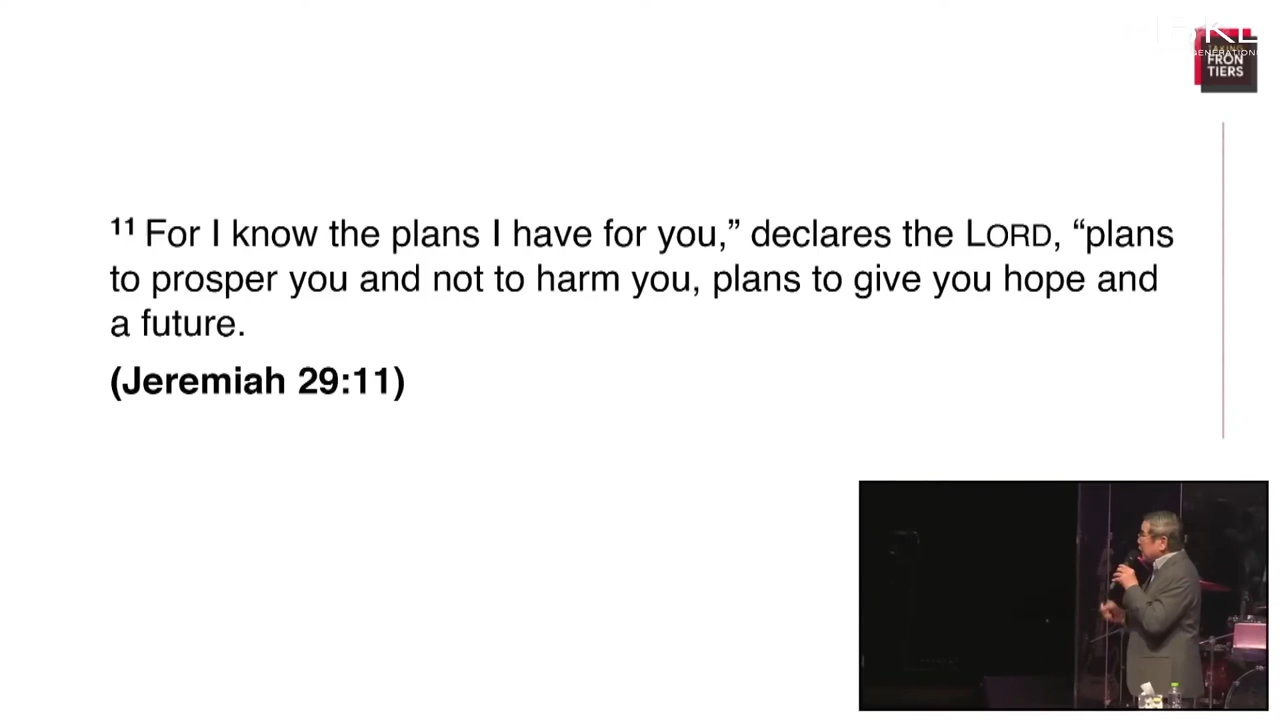 TAKING
FRON
TIERS
11 For I know the plans I have for you,” declares the LORD, “plans
to prosper you and not to harm you, plans to give you hope and
a future.
(Jeremiah 29:11)